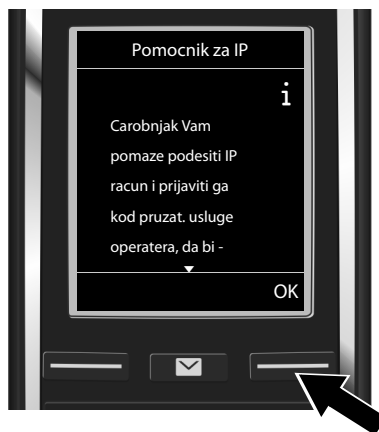 Pomocnik za IP
i
Carobnjak Vam
pomaze podesiti IP
racun i prijaviti ga
kod pruzat. usluge
operatera, da bi -
OK